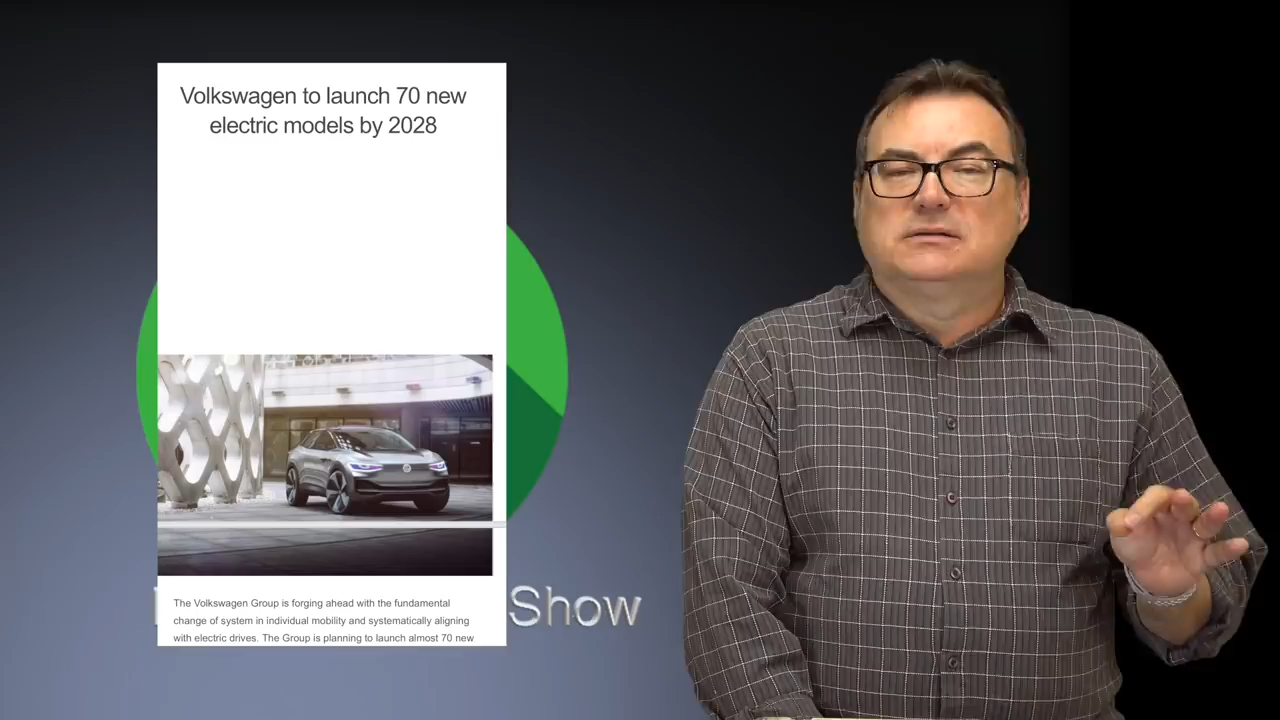 Volkswagen to launch 70 new
electric models by 2028
The Volkswagen Group is forging ahead with the fundamental
change of system in individual mobility and systematically aligning
with electric drives. The Group is planning to launch almost 70 new
Show